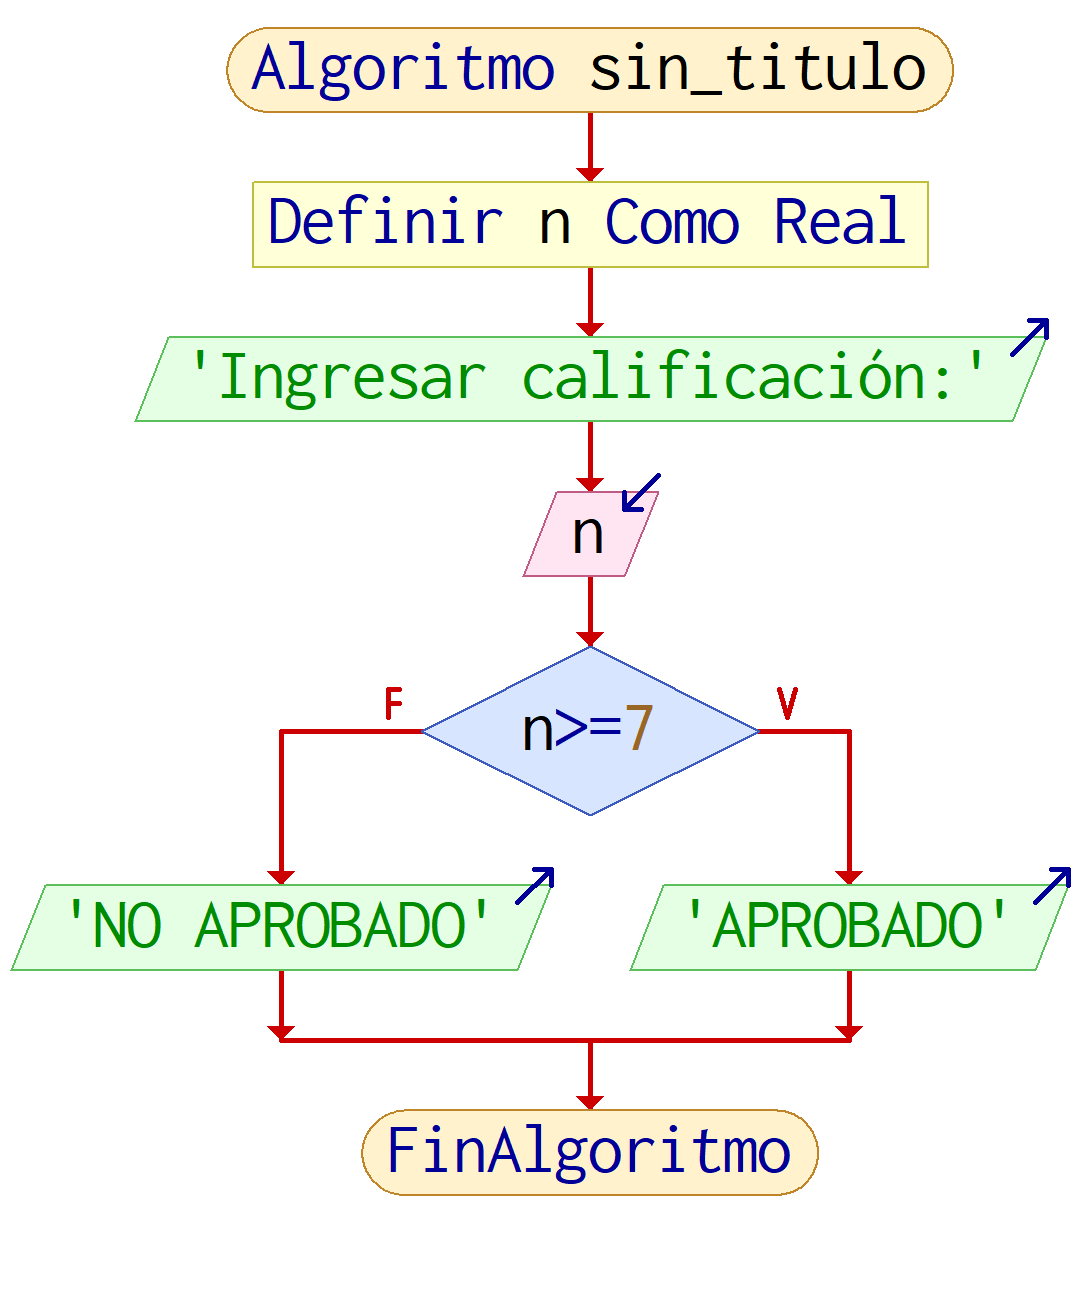 Algoritmo sin_titulo
Definir n Como Real
'Ingresar calificación:'
n
F
V
n>=7
'NO APROBADO'
'APROBADO'
FinAlgoritmo